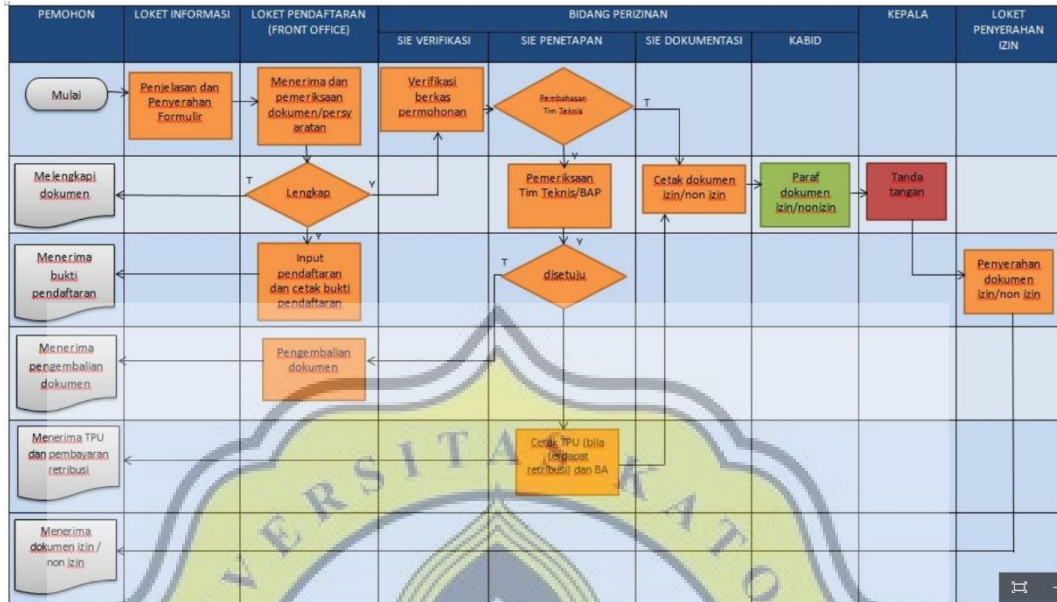 PEMOHON
LOKET INFORMASI
LOKET PENDAFTARAN
(FRONT OFFICE)
BIDANG PERIZINAN
KEPALA
LOKET
PENYERAHAN
IZIN
SIE VERIFIKASI
SIE PENETAPAN
SIE DOKUMENTASI
KABID
Mulai
Penjelasan dan
Penyerahan
Formulir
Menerima dan
pemeriksaan
dokumen/persy
aratan
Verifikasi
berkas
permohonan
Pembahasan
Tim Teknis
T
Y
Melengkapi
dokumen
T
Lengkap
Y
Y
Pemeriksaan
Tim Teknis/BAP
Cetak dokumen
izin/non izin
Paraf
dokumen
izin/nonizin
Tanda
tangan
Menerima
bukti
pendaftaran
Input
pendaftaran
dan cetak bukti
pendaftaran
T
Y
disetuju
Penyerahan
dokumen
izin/non izin
Menerima
pengembalian
dokumen
Pengembalian
dokumen
Menerima TPU
dan pembayaran
retribusi
Cetak TPU (bila
terdapat
retribusi) dan BA
Menerima
dokumen izin /
non izin
VERSITAS KATO